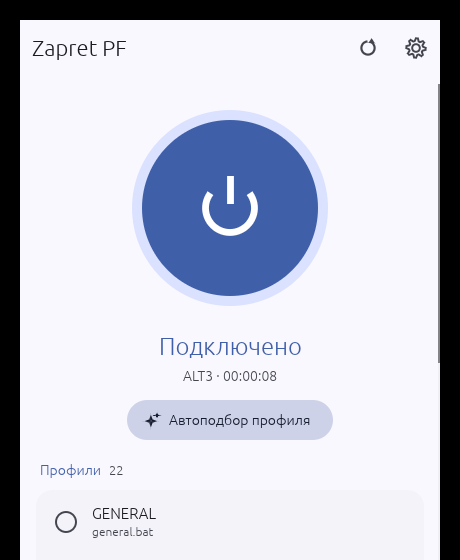 Zapret PF
Подключено
ALT3 · 00:00:08
Автоподбор профиля
Профили 22
GENERAL
general.bat